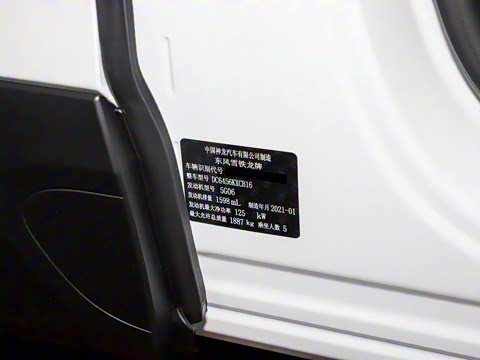 中国神龙汽车有限公司制造
东风雪铁龙牌
车辆识别代号
整车型号 DC6456KXCB16
发动机型号 5G06
发动机排量 1598 mL 制造年月 2021-01
发动机最大净功率 125 kW
最大允许总质量 1887 kg 乘坐人数 5